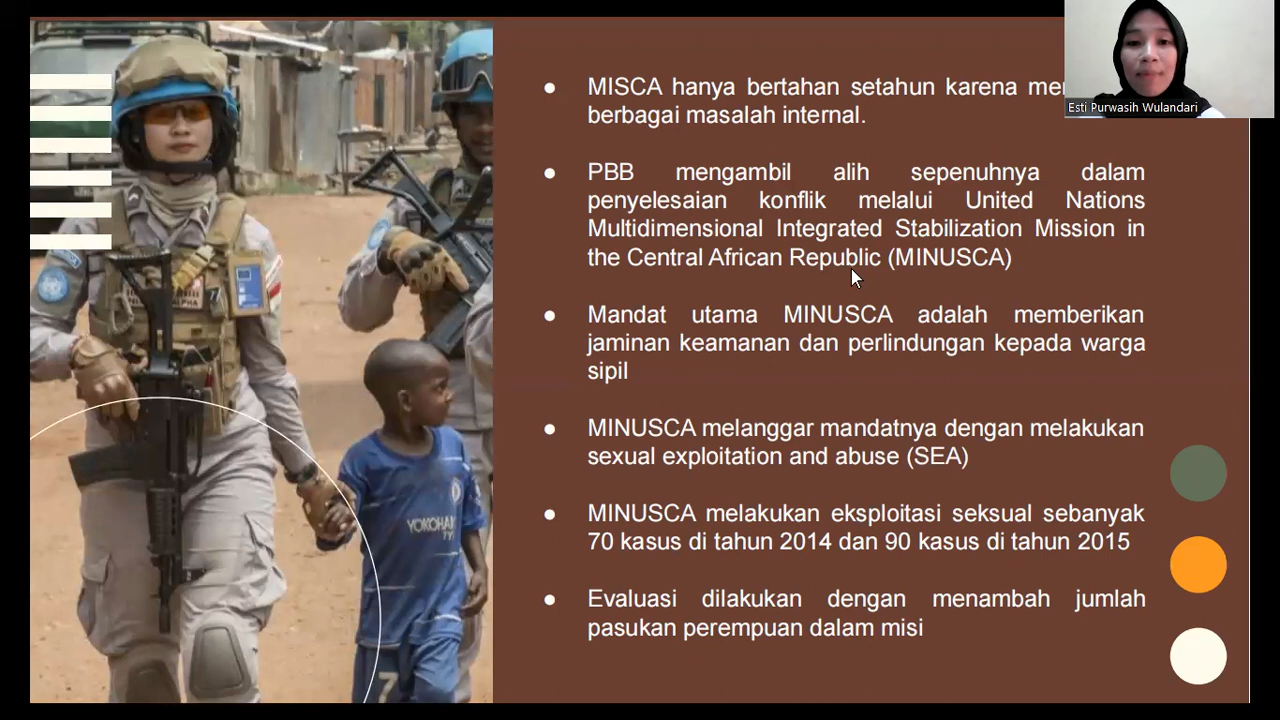 MISCA hanya bertahan setahun karena
berbagai masalah internal.
PBB mengambil alih sepenuhnya dalam
penyelesaian konflik melalui United Nations
Multidimensional Integrated Stabilization Mission in
the Central African Republic (MINUSCA)
Mandat utama MINUSCA adalah memberikan
jaminan keamanan dan perlindungan kepada warga
sipil
MINUSCA melanggar mandatnya dengan melakukan
sexual exploitation and abuse (SEA)
MINUSCA melakukan eksploitasi seksual sebanyak
70 kasus di tahun 2014 dan 90 kasus di tahun 2015
Evaluasi dilakukan dengan menambah jumlah
pasukan perempuan dalam misi
Esti Purwasih Wulandari
ALPHA
YOKOHA
7